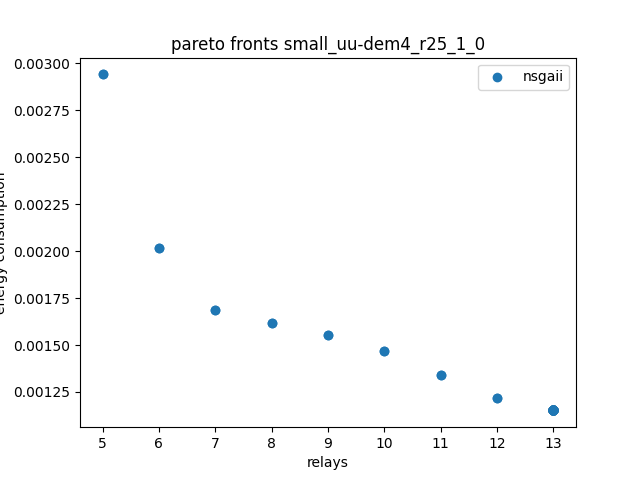 pareto fronts small_uu-dem4_r25_1_0
nsgaii
0.00300
0.00275
0.00250
0.00225
0.00200
0.00175
0.00150
0.00125
energy consumption
5 6 7 8 9 10 11 12 13
relays